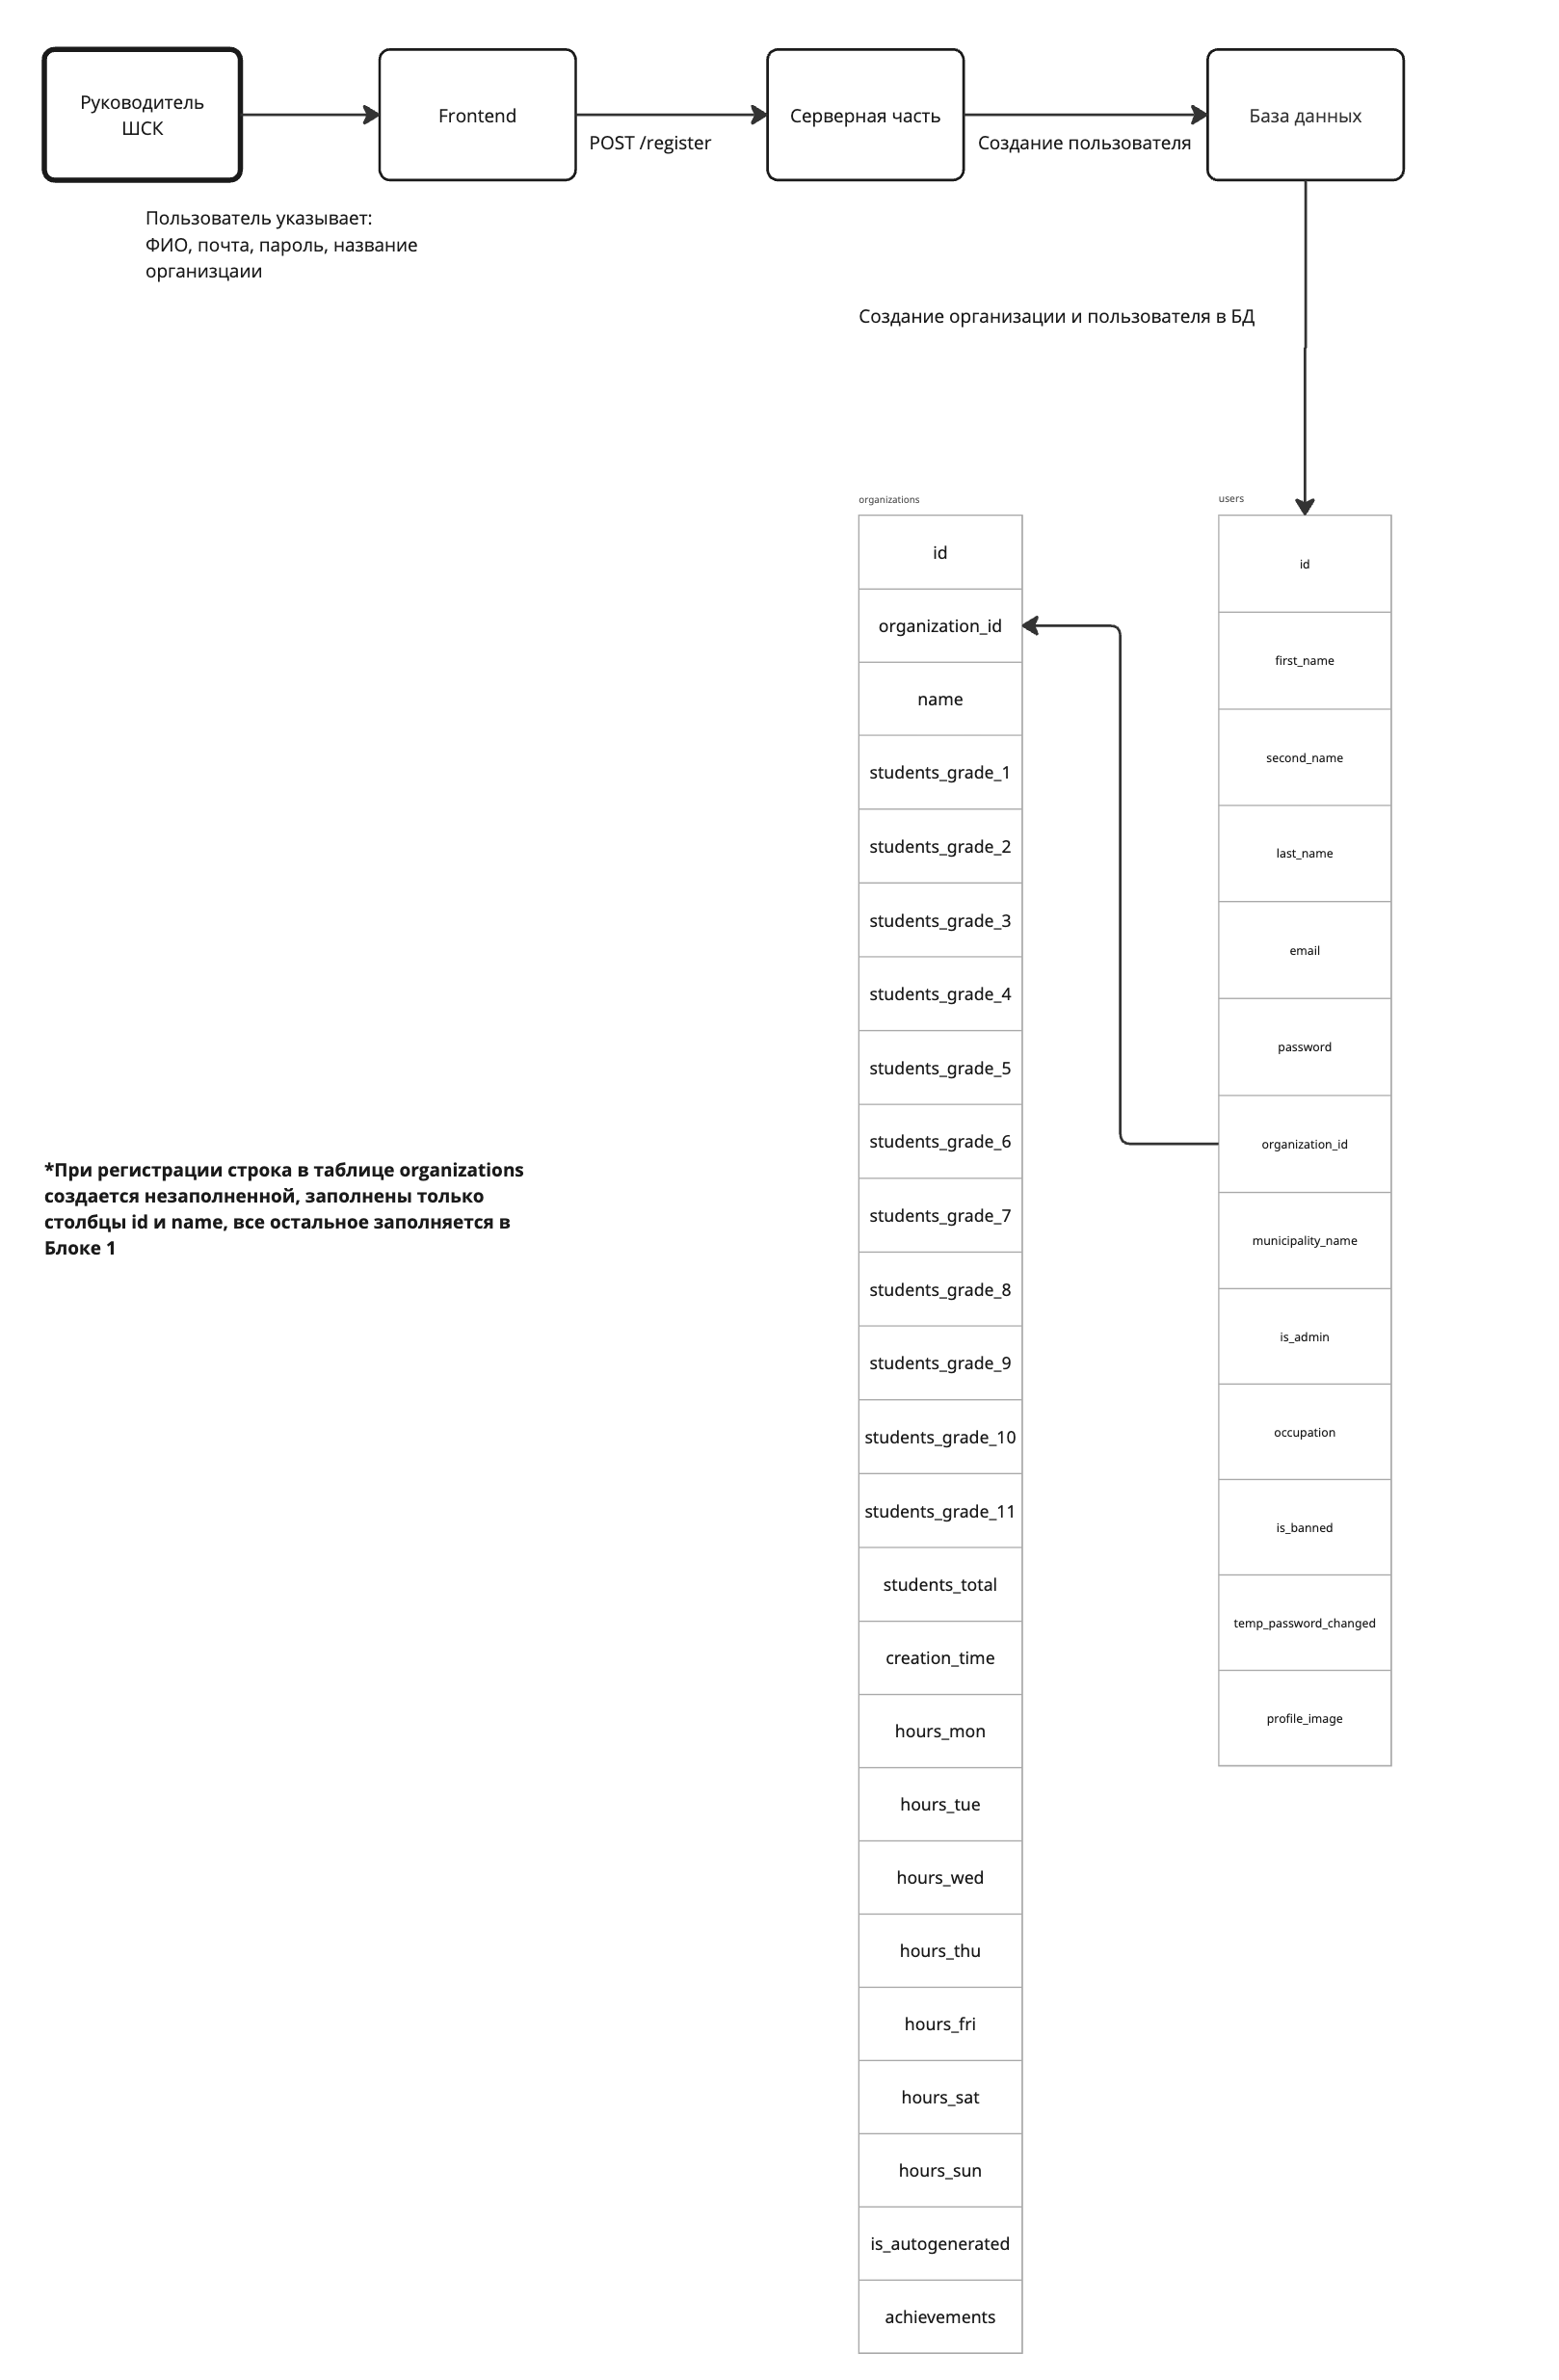 Руководитель
ШСК
Frontend
POST /register
Серверная часть
Создание пользователя
База данных
Пользователь указывает:
ФИО, почта, пароль, название
организцаии
Создание организации и пользователя в БД
organizations
id
organization_id
name
students_grade_1
students_grade_2
students_grade_3
students_grade_4
students_grade_5
students_grade_6
students_grade_7
students_grade_8
students_grade_9
students_grade_10
students_grade_11
students_total
creation_time
hours_mon
hours_tue
hours_wed
hours_thu
hours_fri
hours_sat
hours_sun
is_autogenerated
achievements
users
id
first_name
second_name
last_name
email
password
organization_id
municipality_name
is_admin
occupation
is_banned
temp_password_changed
profile_image
*При регистрации строка в таблице organizations
создается незаполненной, заполнены только
столбцы id и name, все остальное заполняется в
Блоке 1